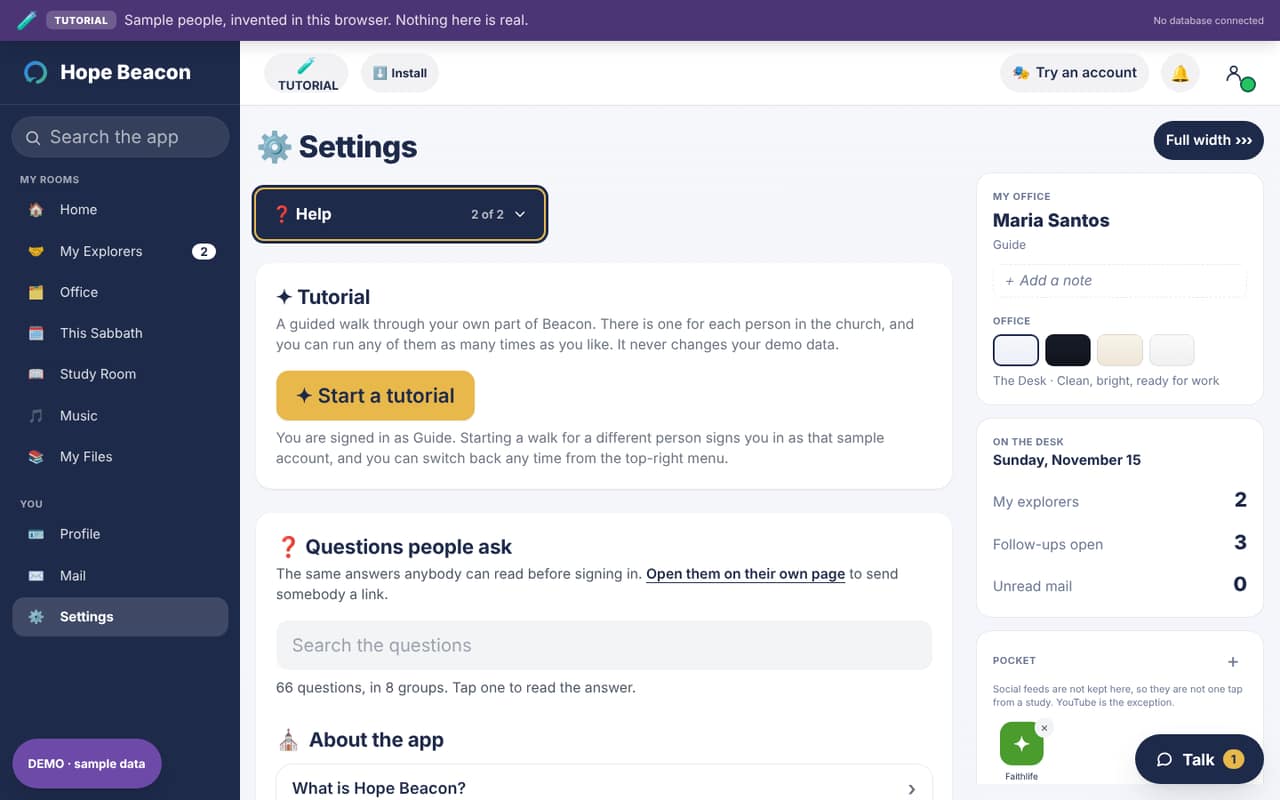 TUTORIAL Sample people, invented in this browser. Nothing here is real.
No database connected
Hope Beacon
Search the app
MY ROOMS
Home
My Explorers 2
Office
This Sabbath
Study Room
Music
My Files
YOU
Profile
Mail
Settings
DEMO · sample data
TUTORIAL
Install
Try an account
Settings
Full width ›››
Help 2 of 2
Tutorial
A guided walk through your own part of Beacon. There is one for each person in the church, and
you can run any of them as many times as you like. It never changes your demo data.
Start a tutorial
You are signed in as Guide. Starting a walk for a different person signs you in as that sample
account, and you can switch back any time from the top-right menu.
Questions people ask
The same answers anybody can read before signing in. Open them on their own page to send
somebody a link.
Search the questions
66 questions, in 8 groups. Tap one to read the answer.
About the app
What is Hope Beacon? ›
MY OFFICE
Maria Santos
Guide
+ Add a note
OFFICE
The Desk · Clean, bright, ready for work
ON THE DESK
Sunday, November 15
My explorers 2
Follow-ups open 3
Unread mail 0
POCKET +
Social feeds are not kept here, so they are not one tap
from a study. YouTube is the exception.
×
Faithlife
Talk 1